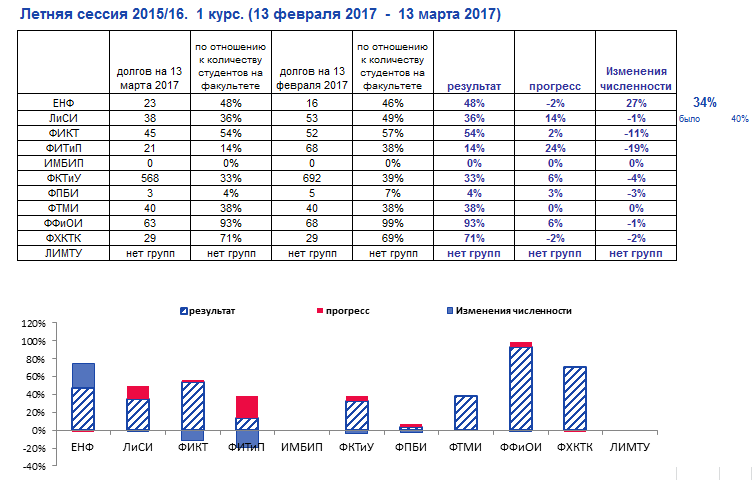 Летняя сессия 2015/16.  1 курс. (13 февраля 2017  -  13 марта 2017)
долгов на 13 марта 2017 | по отношению к количеству студентов на факультете | долгов на 13 февраля 2017 | по отношению к количеству студентов на факультете | результат | прогресс | Изменения численности
ЕНФ 23 48% 16 46% 48% -2% 27% 34%
ЛиСИ 38 36% 53 49% 36% 14% -1% было 40%
ФИКТ 45 54% 52 57% 54% 2% -11%
ФИТиП 21 14% 68 38% 14% 24% -19%
ИМБИП 0 0% 0 0% 0% 0% 0%
ФКТиУ 568 33% 692 39% 33% 6% -4%
ФПБИ 3 4% 5 7% 4% 3% -3%
ФТМИ 40 38% 40 38% 38% 0% 0%
ФФиОИ 63 93% 68 99% 93% 6% -1%
ФХКТК 29 71% 29 69% 71% -2% -2%
ЛИМТУ нет групп нет групп нет групп нет групп нет групп нет групп нет групп
результат прогресс Изменения численности
120%
100%
80%
60%
40%
20%
0%
-20%
-40%
ЕНФ ЛиСИ ФИКТ ФИТиП ИМБИП ФКТиУ ФПБИ ФТМИ ФФиОИ ФХКТК ЛИМТУ